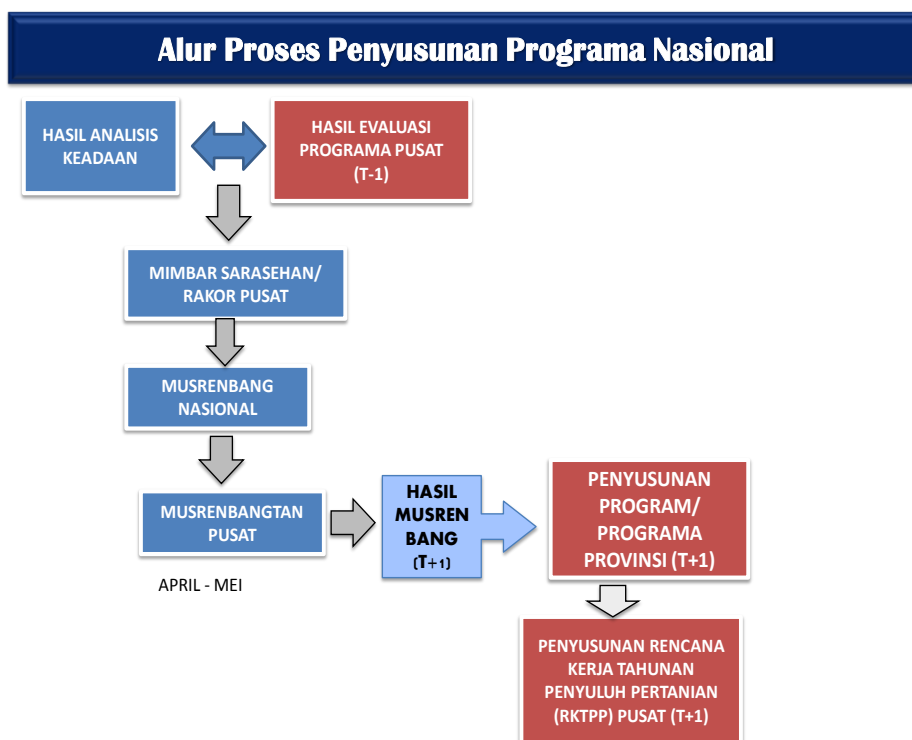 Alur Proses Penyusunan Programa Nasional
HASIL ANALISIS
KEADAAN
HASIL EVALUASI
PROGRAMA PUSAT
(T-1)
MIMBAR SARASEHAN/
RAKOR PUSAT
MUSRENBANG
NASIONAL
MUSRENBANGTAN
PUSAT
APRIL - MEI
HASIL
MUSREN
BANG
(T+1)
PENYUSUNAN
PROGRAM/
PROGRAMA
PROVINSI (T+1)
PENYUSUNAN RENCANA
KERJA TAHUNAN
PENYULUH PERTANIAN
(RKTPP) PUSAT (T+1)